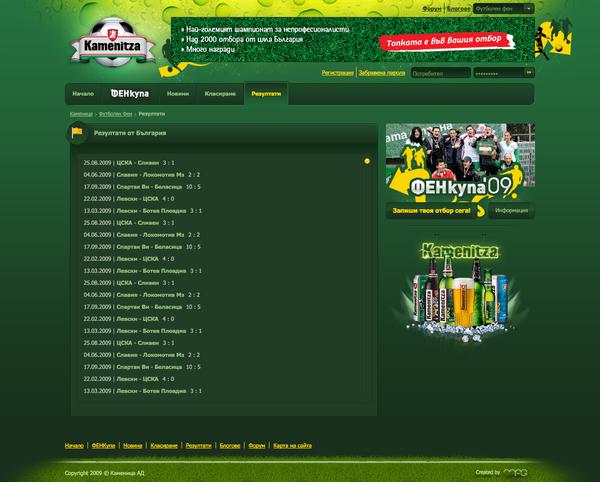 Форум | Блогове
Футболен фен
Kamenitza
Най-големият шампионат за непрофесионалисти
Над 2000 отбора от цяла България
Много награди
Топката е във Вашия отбор
Регистрация | Забравена парола
Потребител
Начало
ФЕНkупа
Новини
Класиране
Резултати
Каменица › Футболен Фен › Резултати
Резултати от България
25.08.2009 | ЦСКА - Сливен 3 : 1
04.06.2009 | Славия - Локомотив Мз 2 : 2
17.09.2009 | Спартак Вн - Беласица 10 : 5
22.02.2009 | Левски - ЦСКА 4 : 0
13.03.2009 | Левски - Ботев Пловдив 3 : 1
25.08.2009 | ЦСКА - Сливен 3 : 1
04.06.2009 | Славия - Локомотив Мз 2 : 2
17.09.2009 | Спартак Вн - Беласица 10 : 5
22.02.2009 | Левски - ЦСКА 4 : 0
13.03.2009 | Левски - Ботев Пловдив 3 : 1
25.08.2009 | ЦСКА - Сливен 3 : 1
04.06.2009 | Славия - Локомотив Мз 2 : 2
17.09.2009 | Спартак Вн - Беласица 10 : 5
22.02.2009 | Левски - ЦСКА 4 : 0
13.03.2009 | Левски - Ботев Пловдив 3 : 1
25.08.2009 | ЦСКА - Сливен 3 : 1
04.06.2009 | Славия - Локомотив Мз 2 : 2
17.09.2009 | Спартак Вн - Беласица 10 : 5
22.02.2009 | Левски - ЦСКА 4 : 0
13.03.2009 | Левски - Ботев Пловдив 3 : 1
ФЕНkупа'09
Запиши твоя отбор сега!
Информация
Kamenitza
Начало | ФЕНКупа | Новина | Класиране | Резултати | Блогове | Форум | Карта на сайта
Copyright 2009 © Каменица АД
Created by